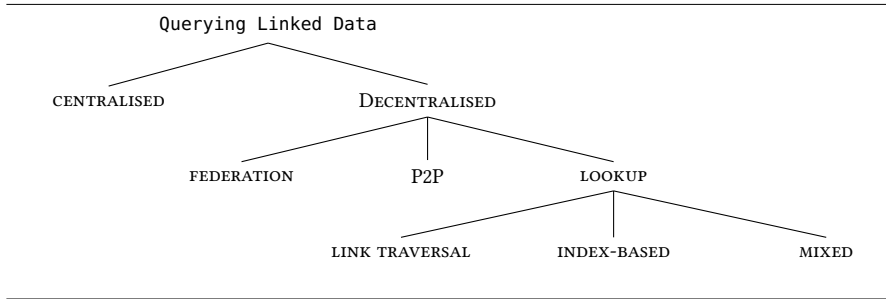 Querying Linked Data
CENTRALISED DECENTRALISED
FEDERATION P2P LOOKUP
LINK TRAVERSAL INDEX-BASED MIXED